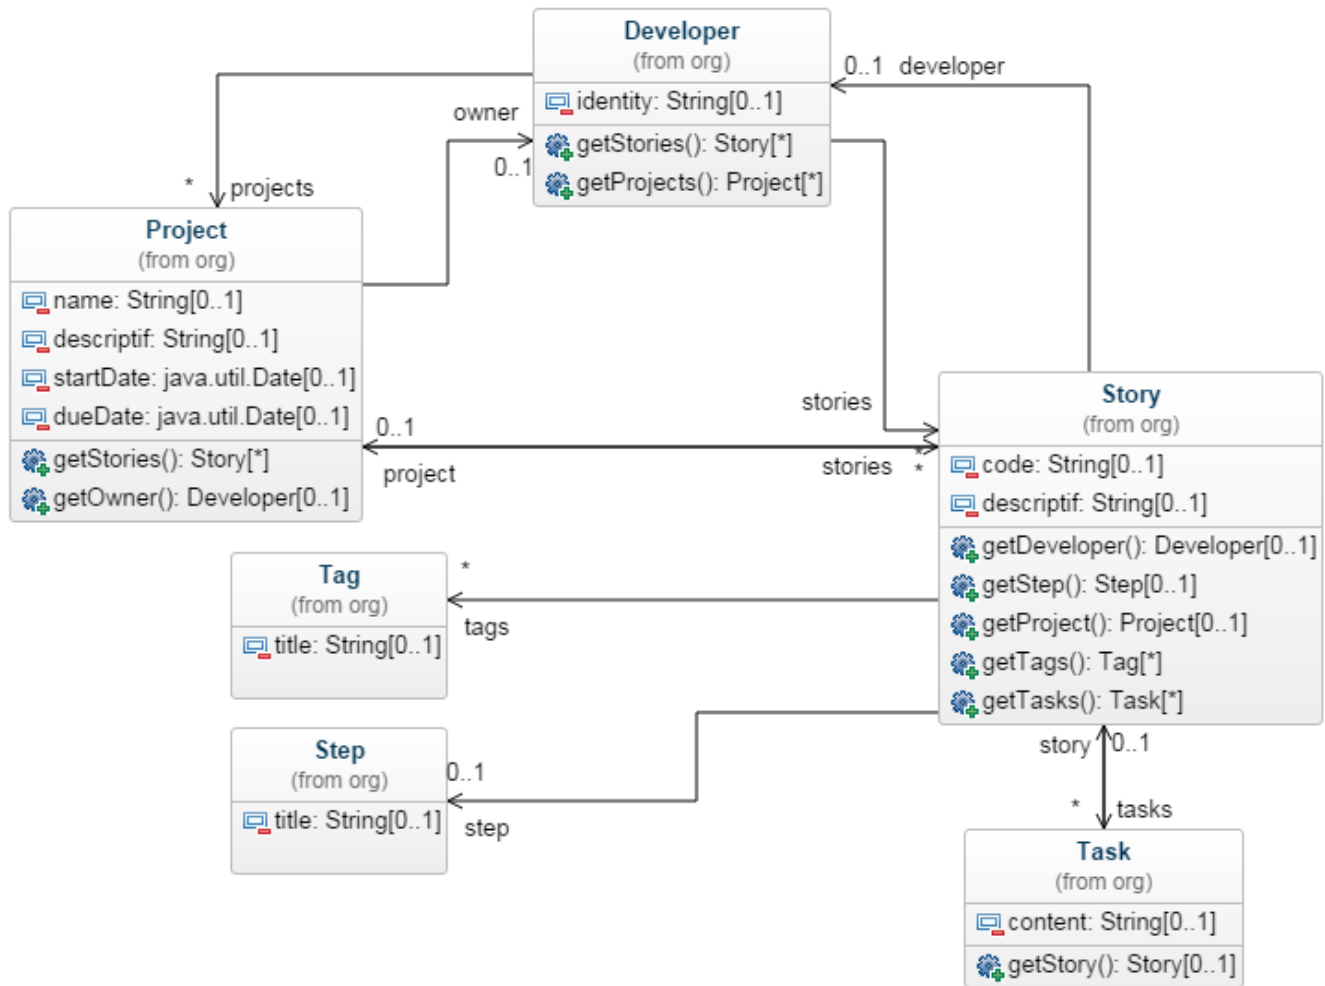 Developer
(from org)
identity: String[0..1]
getStories(): Story[*]
getProjects(): Project[*]
0..1 developer
owner
0..1
* projects
Project
(from org)
name: String[0..1]
descriptif: String[0..1]
startDate: java.util.Date[0..1]
dueDate: java.util.Date[0..1]
getStories(): Story[*]
getOwner(): Developer[0..1]
0..1
project
stories
*
stories
*
Story
(from org)
code: String[0..1]
descriptif: String[0..1]
getDeveloper(): Developer[0..1]
getStep(): Step[0..1]
getProject(): Project[0..1]
getTags(): Tag[*]
getTasks(): Task[*]
Tag
(from org)
title: String[0..1]
*
tags
Step
(from org)
title: String[0..1]
0..1
step
story 0..1
* tasks
Task
(from org)
content: String[0..1]
getStory(): Story[0..1]